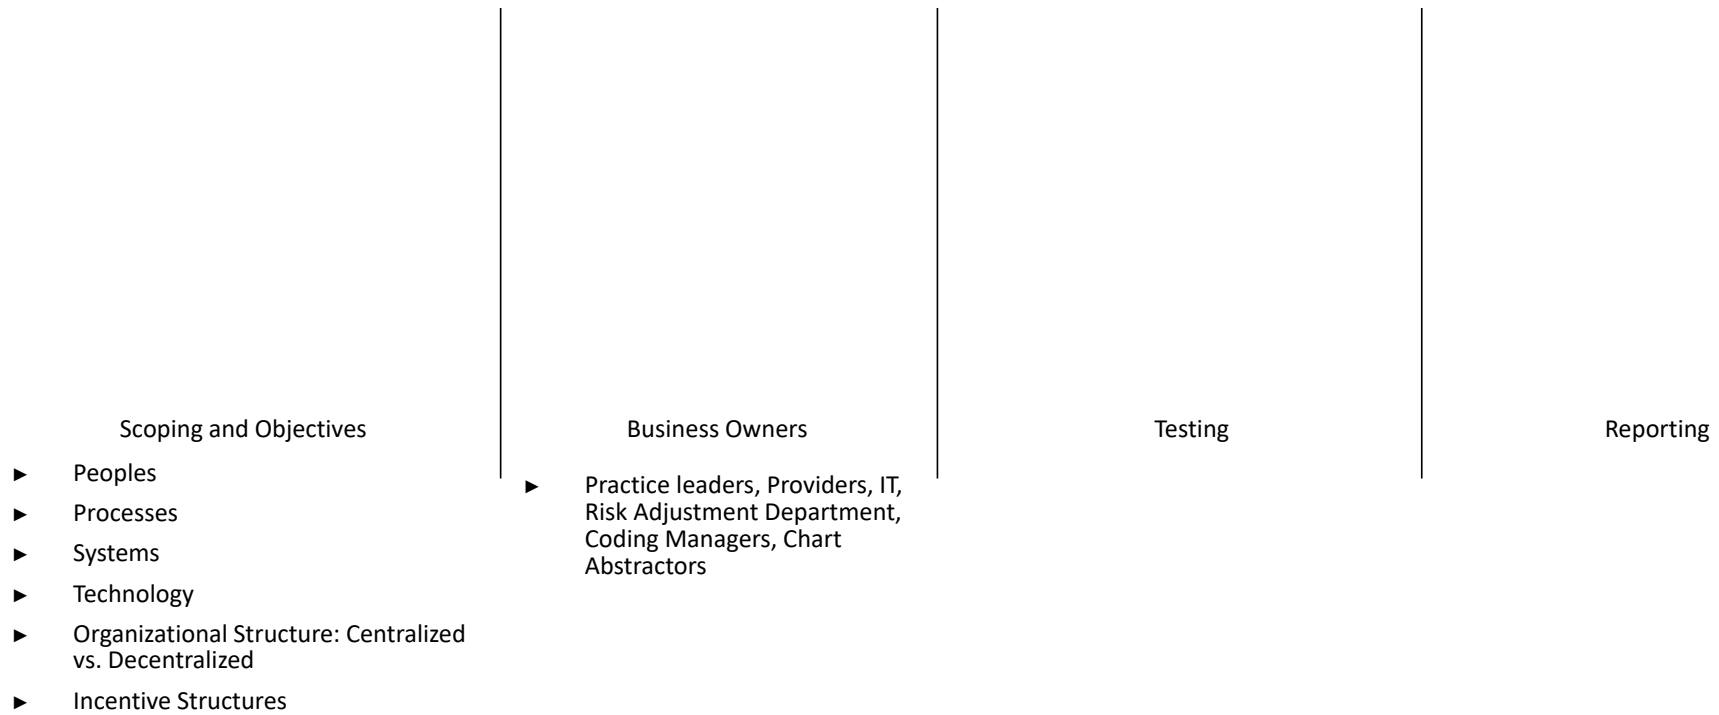 Scoping and Objectives
► Peoples
► Processes
► Systems
► Technology
► Organizational Structure: Centralized
vs. Decentralized
► Incentive Structures
Business Owners
► Practice leaders, Providers, IT,
Risk Adjustment Department,
Coding Managers, Chart
Abstractors
Testing
Reporting